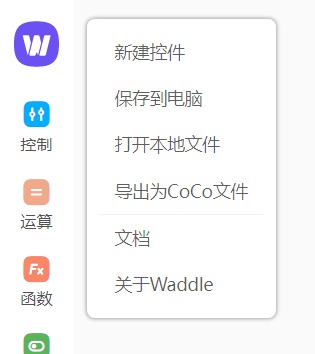 W
新建控件
保存到电脑
打开本地文件
导出为CoCo文件
文档
关于Waddle
控制
运算
Fx
函数